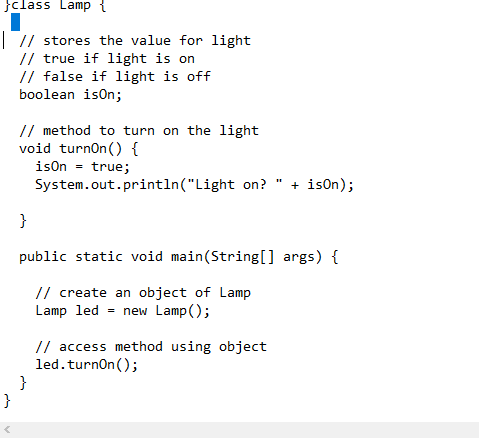 }class Lamp {
// stores the value for light
// true if light is on
// false if light is off
boolean isOn;
// method to turn on the light
void turnOn() {
isOn = true;
System.out.println("Light on? " + isOn);
}
public static void main(String[] args) {
// create an object of Lamp
Lamp led = new Lamp();
// access method using object
led.turnOn();
}
}